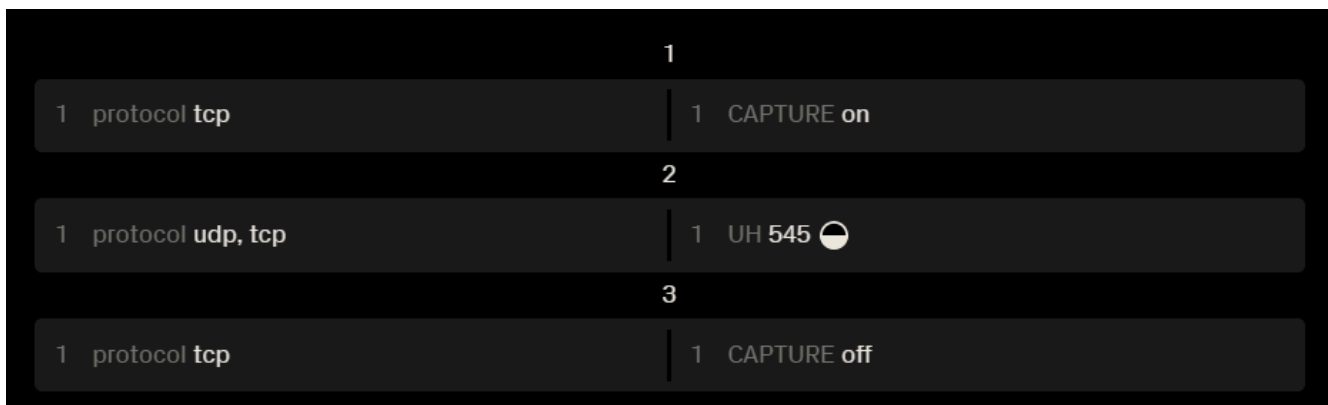 1
1 protocol tcp 1 CAPTURE on
2
1 protocol udp, tcp 1 UH 545
3
1 protocol tcp 1 CAPTURE off